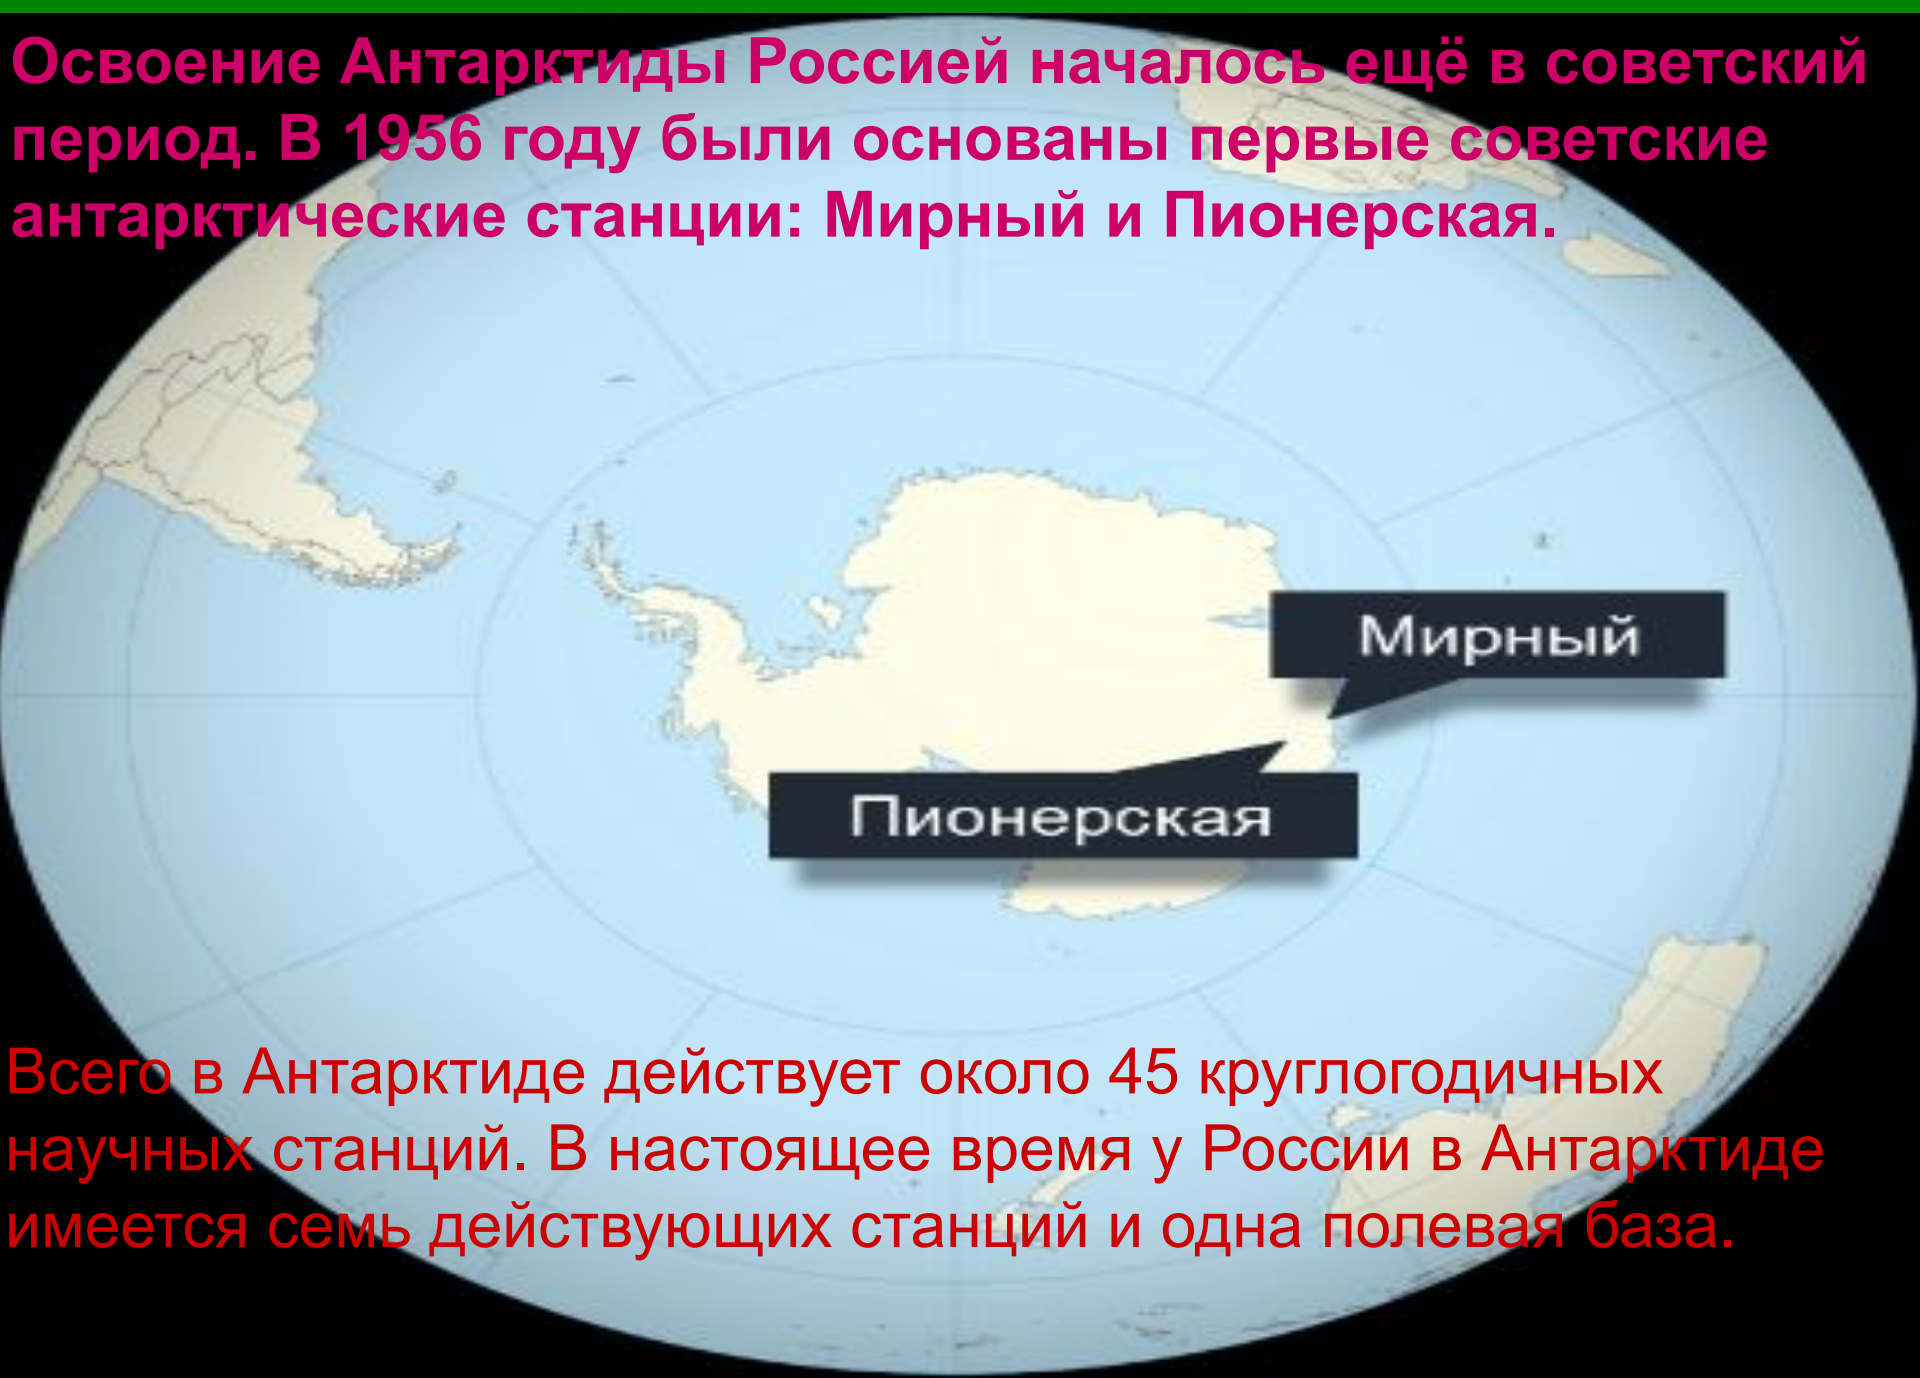 Освоение Антарктиды Россией началось ещё в советский
период. В 1956 году были основаны первые советские
антарктические станции: Мирный и Пионерская.
Мирный
Пионерская
Всего в Антарктиде действует около 45 круглогодичных
научных станций. В настоящее время у России в Антарктиде
имеется семь действующих станций и одна полевая база.